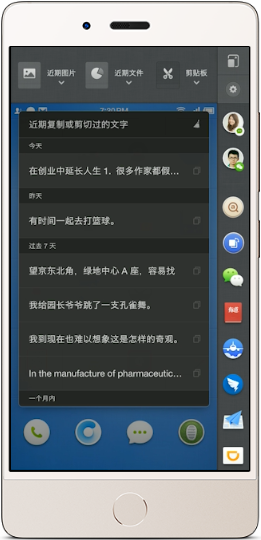 近期图片
近期文件
剪贴板
7:20 PM
近期复制或剪切过的文字
今天
在创业中延长人生 1，很多作家都假...
昨天
有时间一起去打篮球。
过去 7 天
望京东北角，绿地中心 A 座，容易找
我给园长爷爷跳了一支孔雀舞。
我到现在也难以想象这是怎样的奇观。
In the manufacture of pharmaceutic...
一个月内